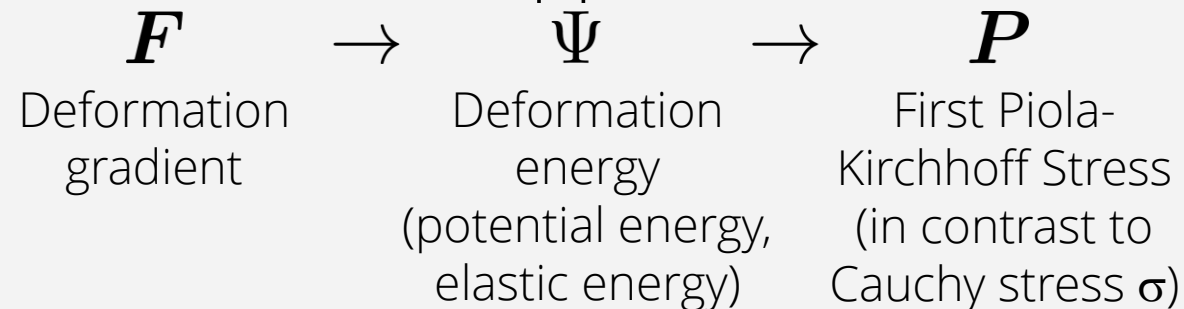 F → Ψ → P
Deformation gradient
Deformation energy (potential energy, elastic energy)
First Piola-Kirchhoff Stress (in contrast to Cauchy stress σ)